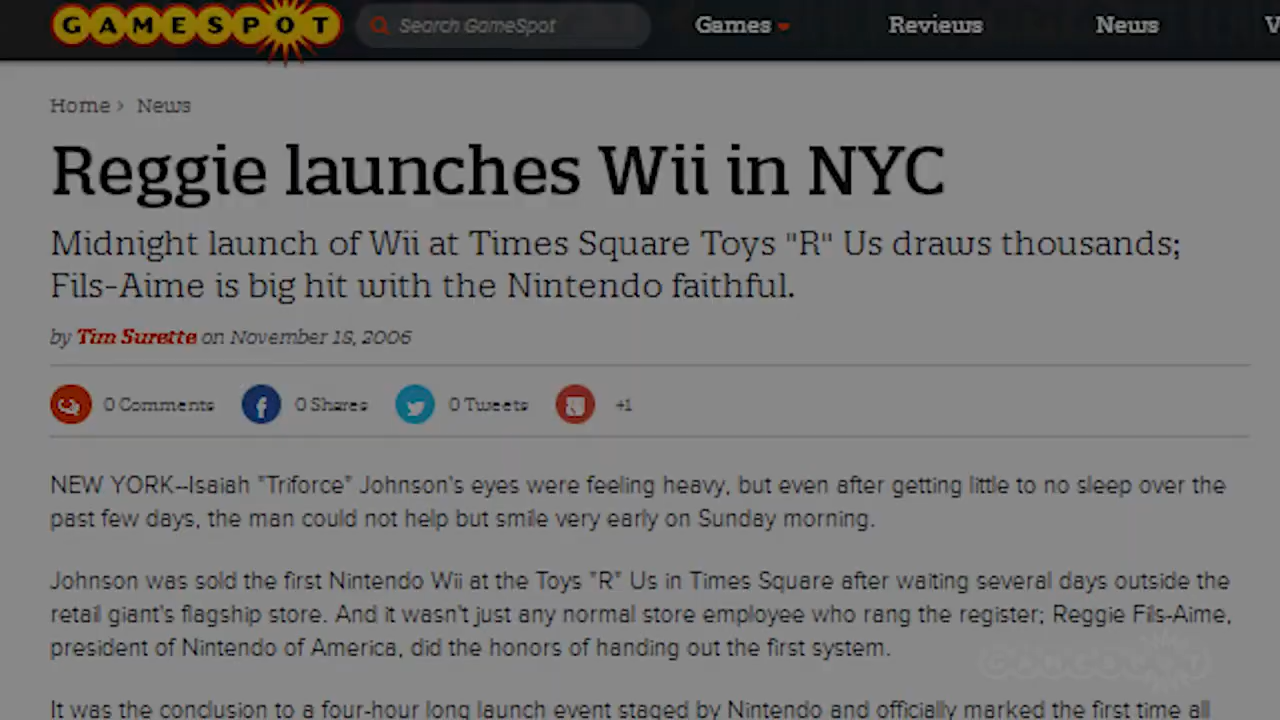 GAMESPOT Search GameSpot Games Reviews News V
Home › News
Reggie launches Wii in NYC
Midnight launch of Wii at Times Square Toys "R" Us draws thousands;
Fils-Aime is big hit with the Nintendo faithful.
by Tim Surette on November 18, 2006
0 Comments f 0 Shares 0 Tweets +1
NEW YORK--Isaiah "Triforce" Johnson's eyes were feeling heavy, but even after getting little to no sleep over the
past few days, the man could not help but smile very early on Sunday morning.
Johnson was sold the first Nintendo Wii at the Toys "R" Us in Times Square after waiting several days outside the
retail giant's flagship store. And it wasn't just any normal store employee who rang the register; Reggie Fils-Aime,
president of Nintendo of America, did the honors of handing out the first system.
GAMESPOT
It was the conclusion to a four-hour long launch event staged by Nintendo and officially marked the first time all